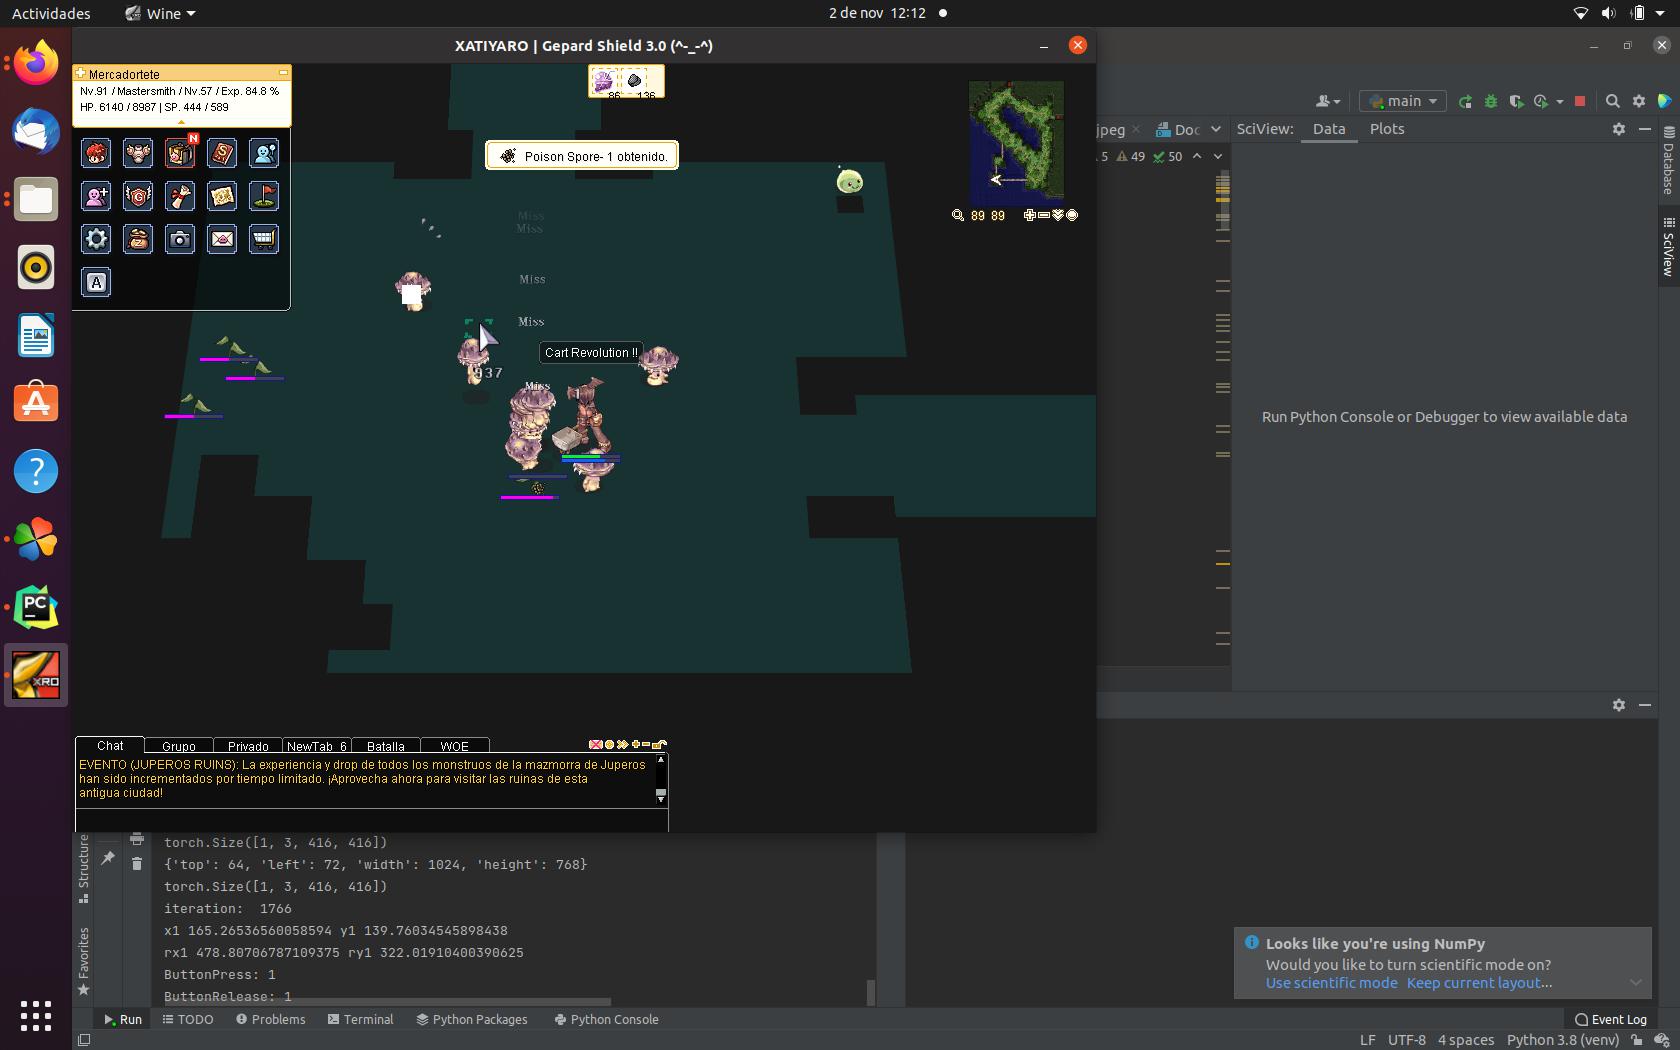 Actividades
Wine
2 de nov 12:12
XATIYARO | Gepard Shield 3.0 (^-_-^)
Mercadortete
Nv.91 / Mastersmith / Nv.57 / Exp. 84.8 %
HP. 6140 / 8987 | SP. 444 / 589
N
A
86 136
Poison Spore- 1 obtenido.
89 89
Miss
Miss
Miss
Miss
Cart Revolution !!
937
Miss
Chat
Grupo
Privado
NewTab_6
Batalla
WOE
EVENTO (JUPEROS RUINS): La experiencia y drop de todos los monstruos de la mazmorra de Juperos
han sido incrementados por tiempo limitado. ¡Aprovecha ahora para visitar las ruinas de esta
antigua ciudad!
main
jpeg
Doc
SciView:
Data
Plots
5 49 50
Database
SciView
Run Python Console or Debugger to view available data
PC
XRO
Structure
Favorites
torch.Size([1, 3, 416, 416])
{'top': 64, 'left': 72, 'width': 1024, 'height': 768}
torch.Size([1, 3, 416, 416])
iteration:  1766
x1 165.26536560058594 y1 139.76034545898438
rx1 478.80706787109375 ry1 322.01910400390625
ButtonPress: 1
ButtonRelease: 1
Looks like you're using NumPy
Would you like to turn scientific mode on?
Use scientific mode Keep current layout...
Run
TODO
Problems
Terminal
Python Packages
Python Console
Event Log
LF UTF-8 4 spaces Python 3.8 (venv)